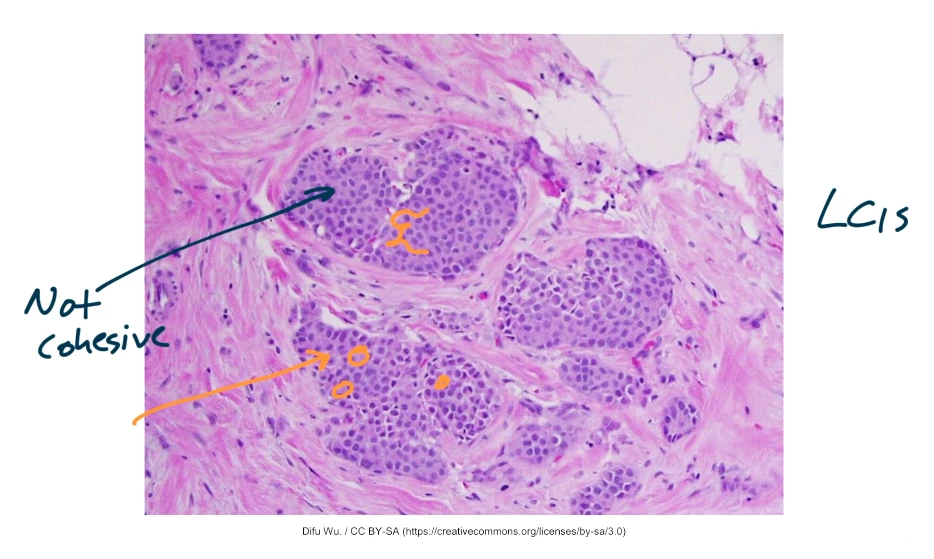 LCIS
Not
cohesive
Difu Wu. / CC BY-SA (https://creativecommons.org/licenses/by-sa/3.0)